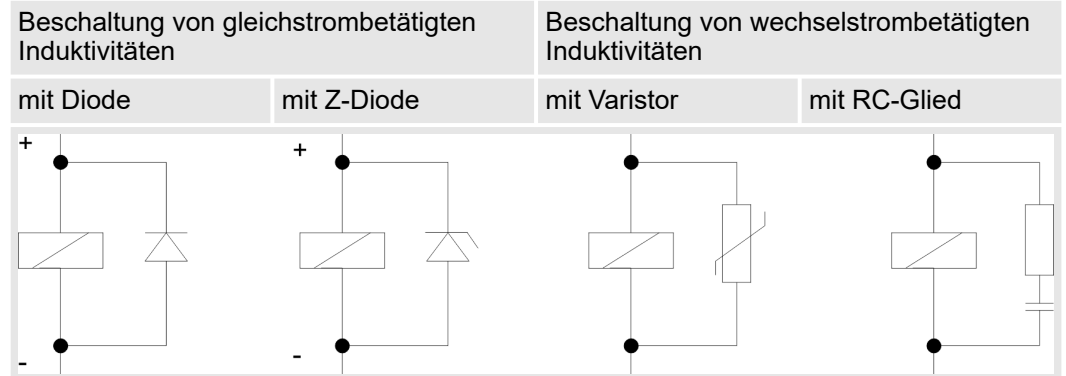 Beschaltung von gleichstrombetätigten
Induktivitäten
Beschaltung von wechselstrombetätigten
Induktivitäten
mit Diode
mit Z-Diode
mit Varistor
mit RC-Glied
+
+
-
-